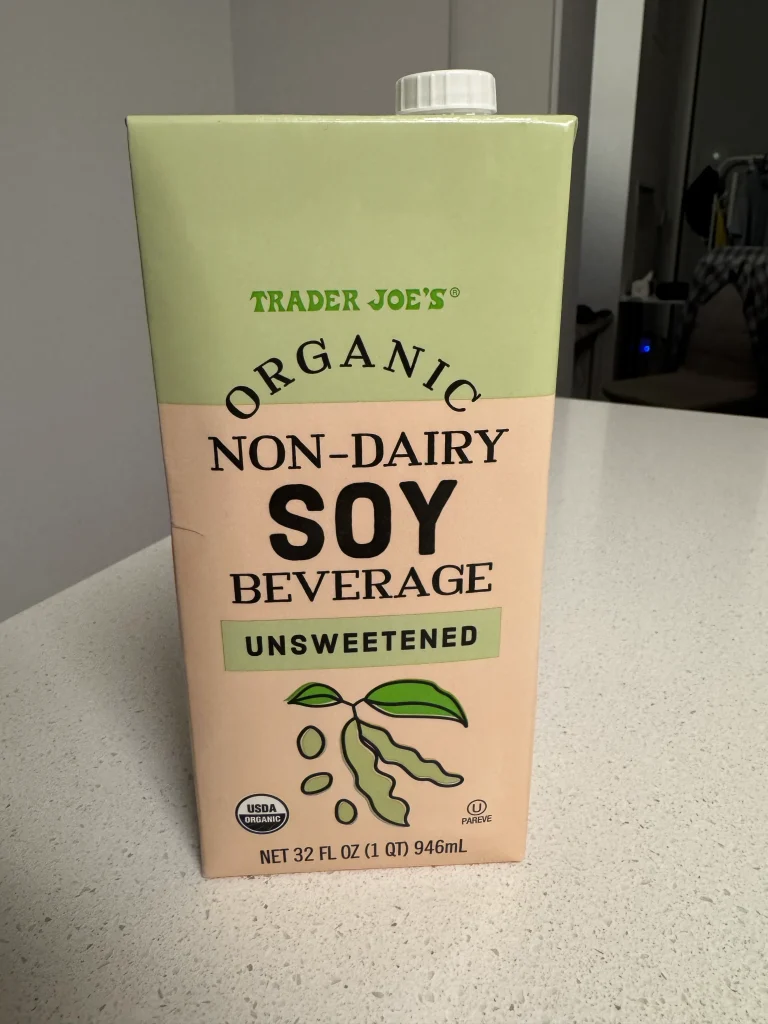 TRADER JOE'S®
ORGANIC
NON-DAIRY
SOY
BEVERAGE
UNSWEETENED
USDA
ORGANIC
U
PAREVE
NET 32 FL OZ (1 QT) 946mL